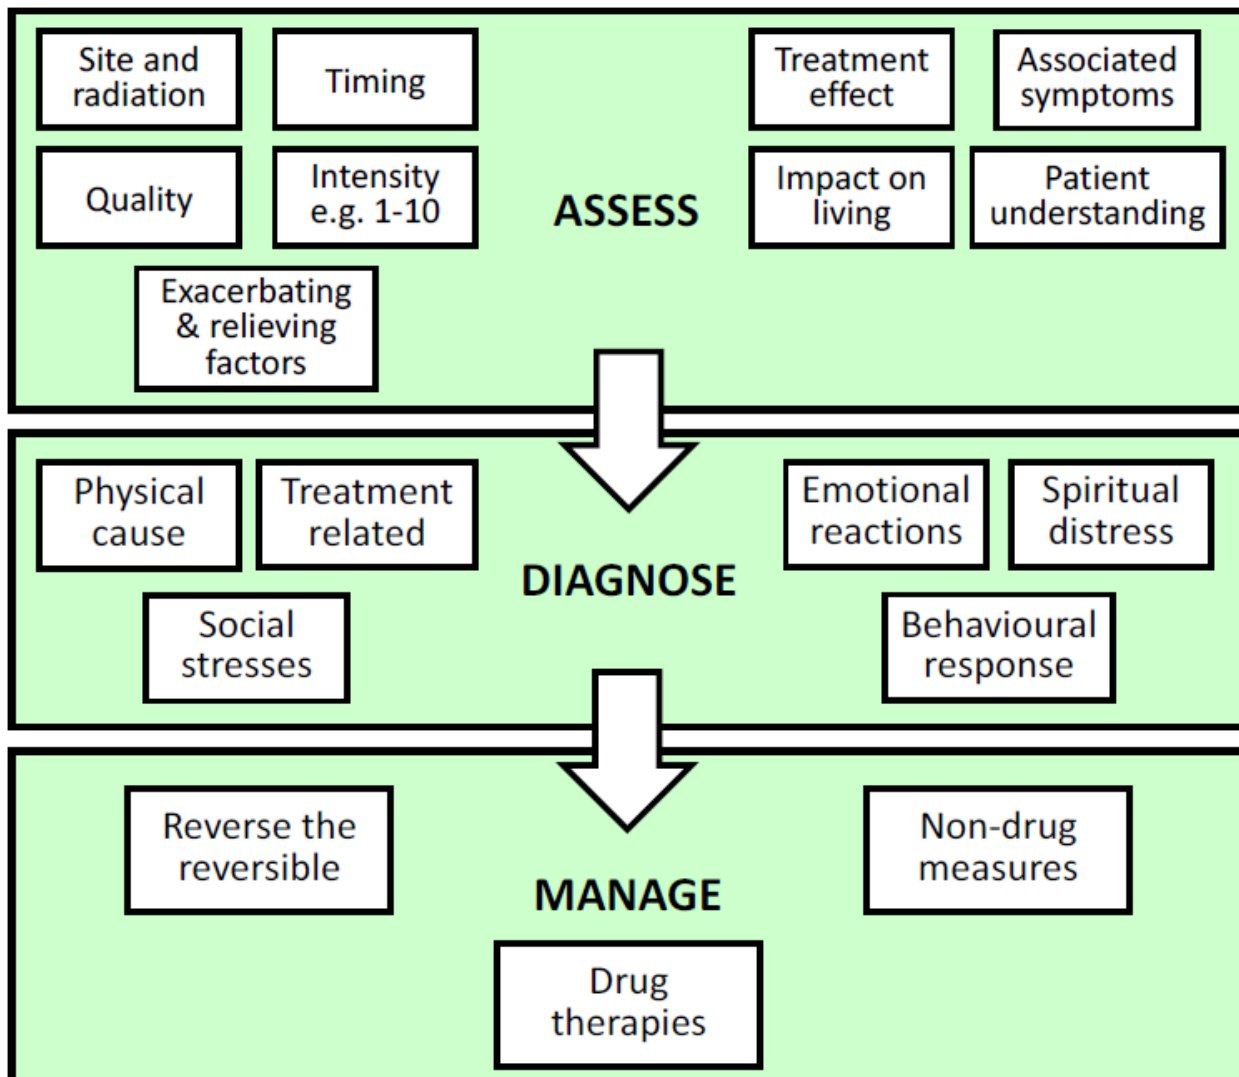 Site and
radiation
Timing
Treatment
effect
Associated
symptoms
Quality
Intensity
e.g. 1-10
ASSESS
Impact on
living
Patient
understanding
Exacerbating
& relieving
factors
Physical
cause
Treatment
related
Emotional
reactions
Spiritual
distress
DIAGNOSE
Social
stresses
Behavioural
response
Reverse the
reversible
Non-drug
measures
MANAGE
Drug
therapies